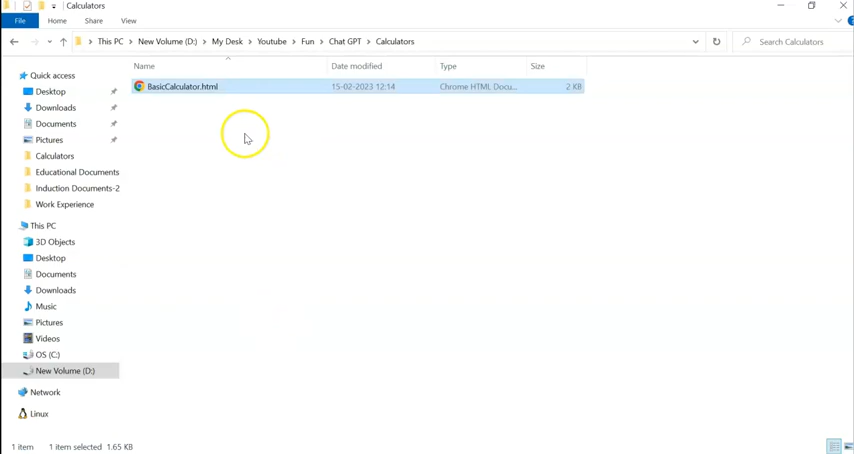 Calculators
File Home Share View
This PC > New Volume (D:) > My Desk > Youtube > Fun > Chat GPT > Calculators
Search Calculators
Name Date modified Type Size
BasicCalculator.html 15-02-2023 12:14 Chrome HTML Docu... 2 KB
Quick access
Desktop
Downloads
Documents
Pictures
Calculators
Educational Documents
Induction Documents-2
Work Experience
This PC
3D Objects
Desktop
Documents
Downloads
Music
Pictures
Videos
OS (C:)
New Volume (D:)
Network
Linux
1 item 1 item selected 1.65 KB